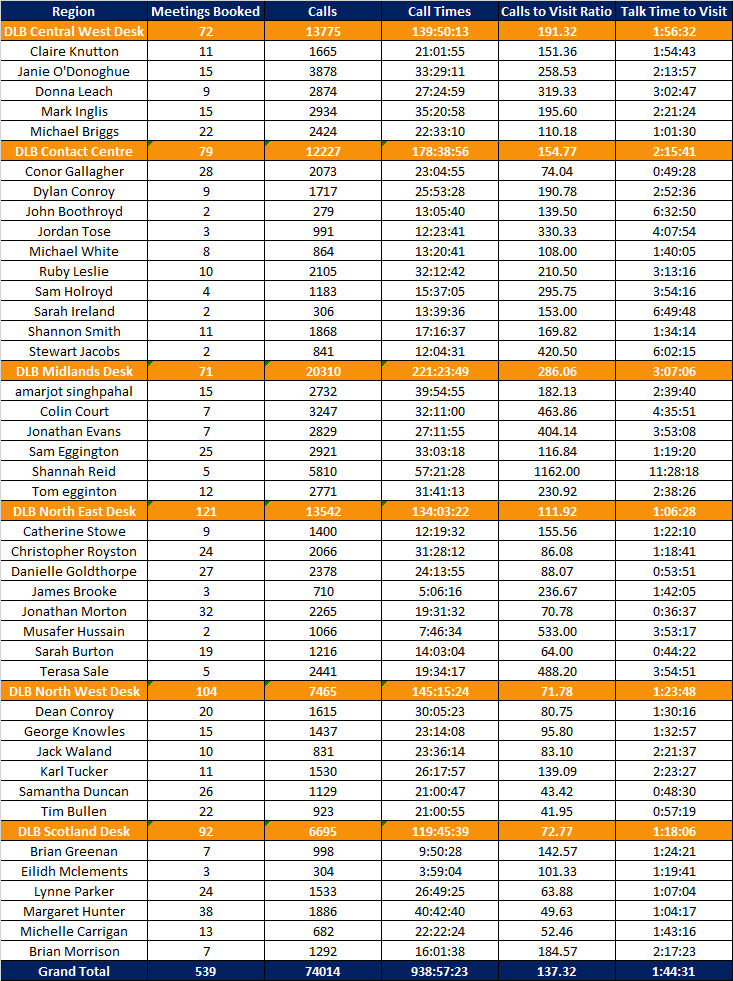 Region Meetings Booked Calls Call Times Calls to Visit Ratio Talk Time to Visit
DLB Central West Desk 72 13775 139:50:13 191.32 1:56:32
Claire Knutton 11 1665 21:01:55 151.36 1:54:43
Janie O'Donoghue 15 3878 33:29:11 258.53 2:13:57
Donna Leach 9 2874 27:24:59 319.33 3:02:47
Mark Inglis 15 2934 35:20:58 195.60 2:21:24
Michael Briggs 22 2424 22:33:10 110.18 1:01:30
DLB Contact Centre 79 12227 178:38:56 154.77 2:15:41
Conor Gallagher 28 2073 23:04:55 74.04 0:49:28
Dylan Conroy 9 1717 25:53:28 190.78 2:52:36
John Boothroyd 2 279 13:05:40 139.50 6:32:50
Jordan Tose 3 991 12:23:41 330.33 4:07:54
Michael White 8 864 13:20:41 108.00 1:40:05
Ruby Leslie 10 2105 32:12:42 210.50 3:13:16
Sam Holroyd 4 1183 15:37:05 295.75 3:54:16
Sarah Ireland 2 306 13:39:36 153.00 6:49:48
Shannon Smith 11 1868 17:16:37 169.82 1:34:14
Stewart Jacobs 2 841 12:04:31 420.50 6:02:15
DLB Midlands Desk 71 20310 221:23:49 286.06 3:07:06
amarjot singhpahal 15 2732 39:54:55 182.13 2:39:40
Colin Court 7 3247 32:11:00 463.86 4:35:51
Jonathan Evans 7 2829 27:11:55 404.14 3:53:08
Sam Eggington 25 2921 33:03:18 116.84 1:19:20
Shannah Reid 5 5810 57:21:28 1162.00 11:28:18
Tom egginton 12 2771 31:41:13 230.92 2:38:26
DLB North East Desk 121 13542 134:03:22 111.92 1:06:28
Catherine Stowe 9 1400 12:19:32 155.56 1:22:10
Christopher Royston 24 2066 31:28:12 86.08 1:18:41
Danielle Goldthorpe 27 2378 24:13:55 88.07 0:53:51
James Brooke 3 710 5:06:16 236.67 1:42:05
Jonathan Morton 32 2265 19:31:32 70.78 0:36:37
Musafer Hussain 2 1066 7:46:34 533.00 3:53:17
Sarah Burton 19 1216 14:03:04 64.00 0:44:22
Terasa Sale 5 2441 19:34:17 488.20 3:54:51
DLB North West Desk 104 7465 145:15:24 71.78 1:23:48
Dean Conroy 20 1615 30:05:23 80.75 1:30:16
George Knowles 15 1437 23:14:08 95.80 1:32:57
Jack Waland 10 831 23:36:14 83.10 2:21:37
Karl Tucker 11 1530 26:17:57 139.09 2:23:27
Samantha Duncan 26 1129 21:00:47 43.42 0:48:30
Tim Bullen 22 923 21:00:55 41.95 0:57:19
DLB Scotland Desk 92 6695 119:45:39 72.77 1:18:06
Brian Greenan 7 998 9:50:28 142.57 1:24:21
Eilidh Mclements 3 304 3:59:04 101.33 1:19:41
Lynne Parker 24 1533 26:49:25 63.88 1:07:04
Margaret Hunter 38 1886 40:42:40 49.63 1:04:17
Michelle Carrigan 13 682 22:22:24 52.46 1:43:16
Brian Morrison 7 1292 16:01:38 184.57 2:17:23
Grand Total 539 74014 938:57:23 137.32 1:44:31